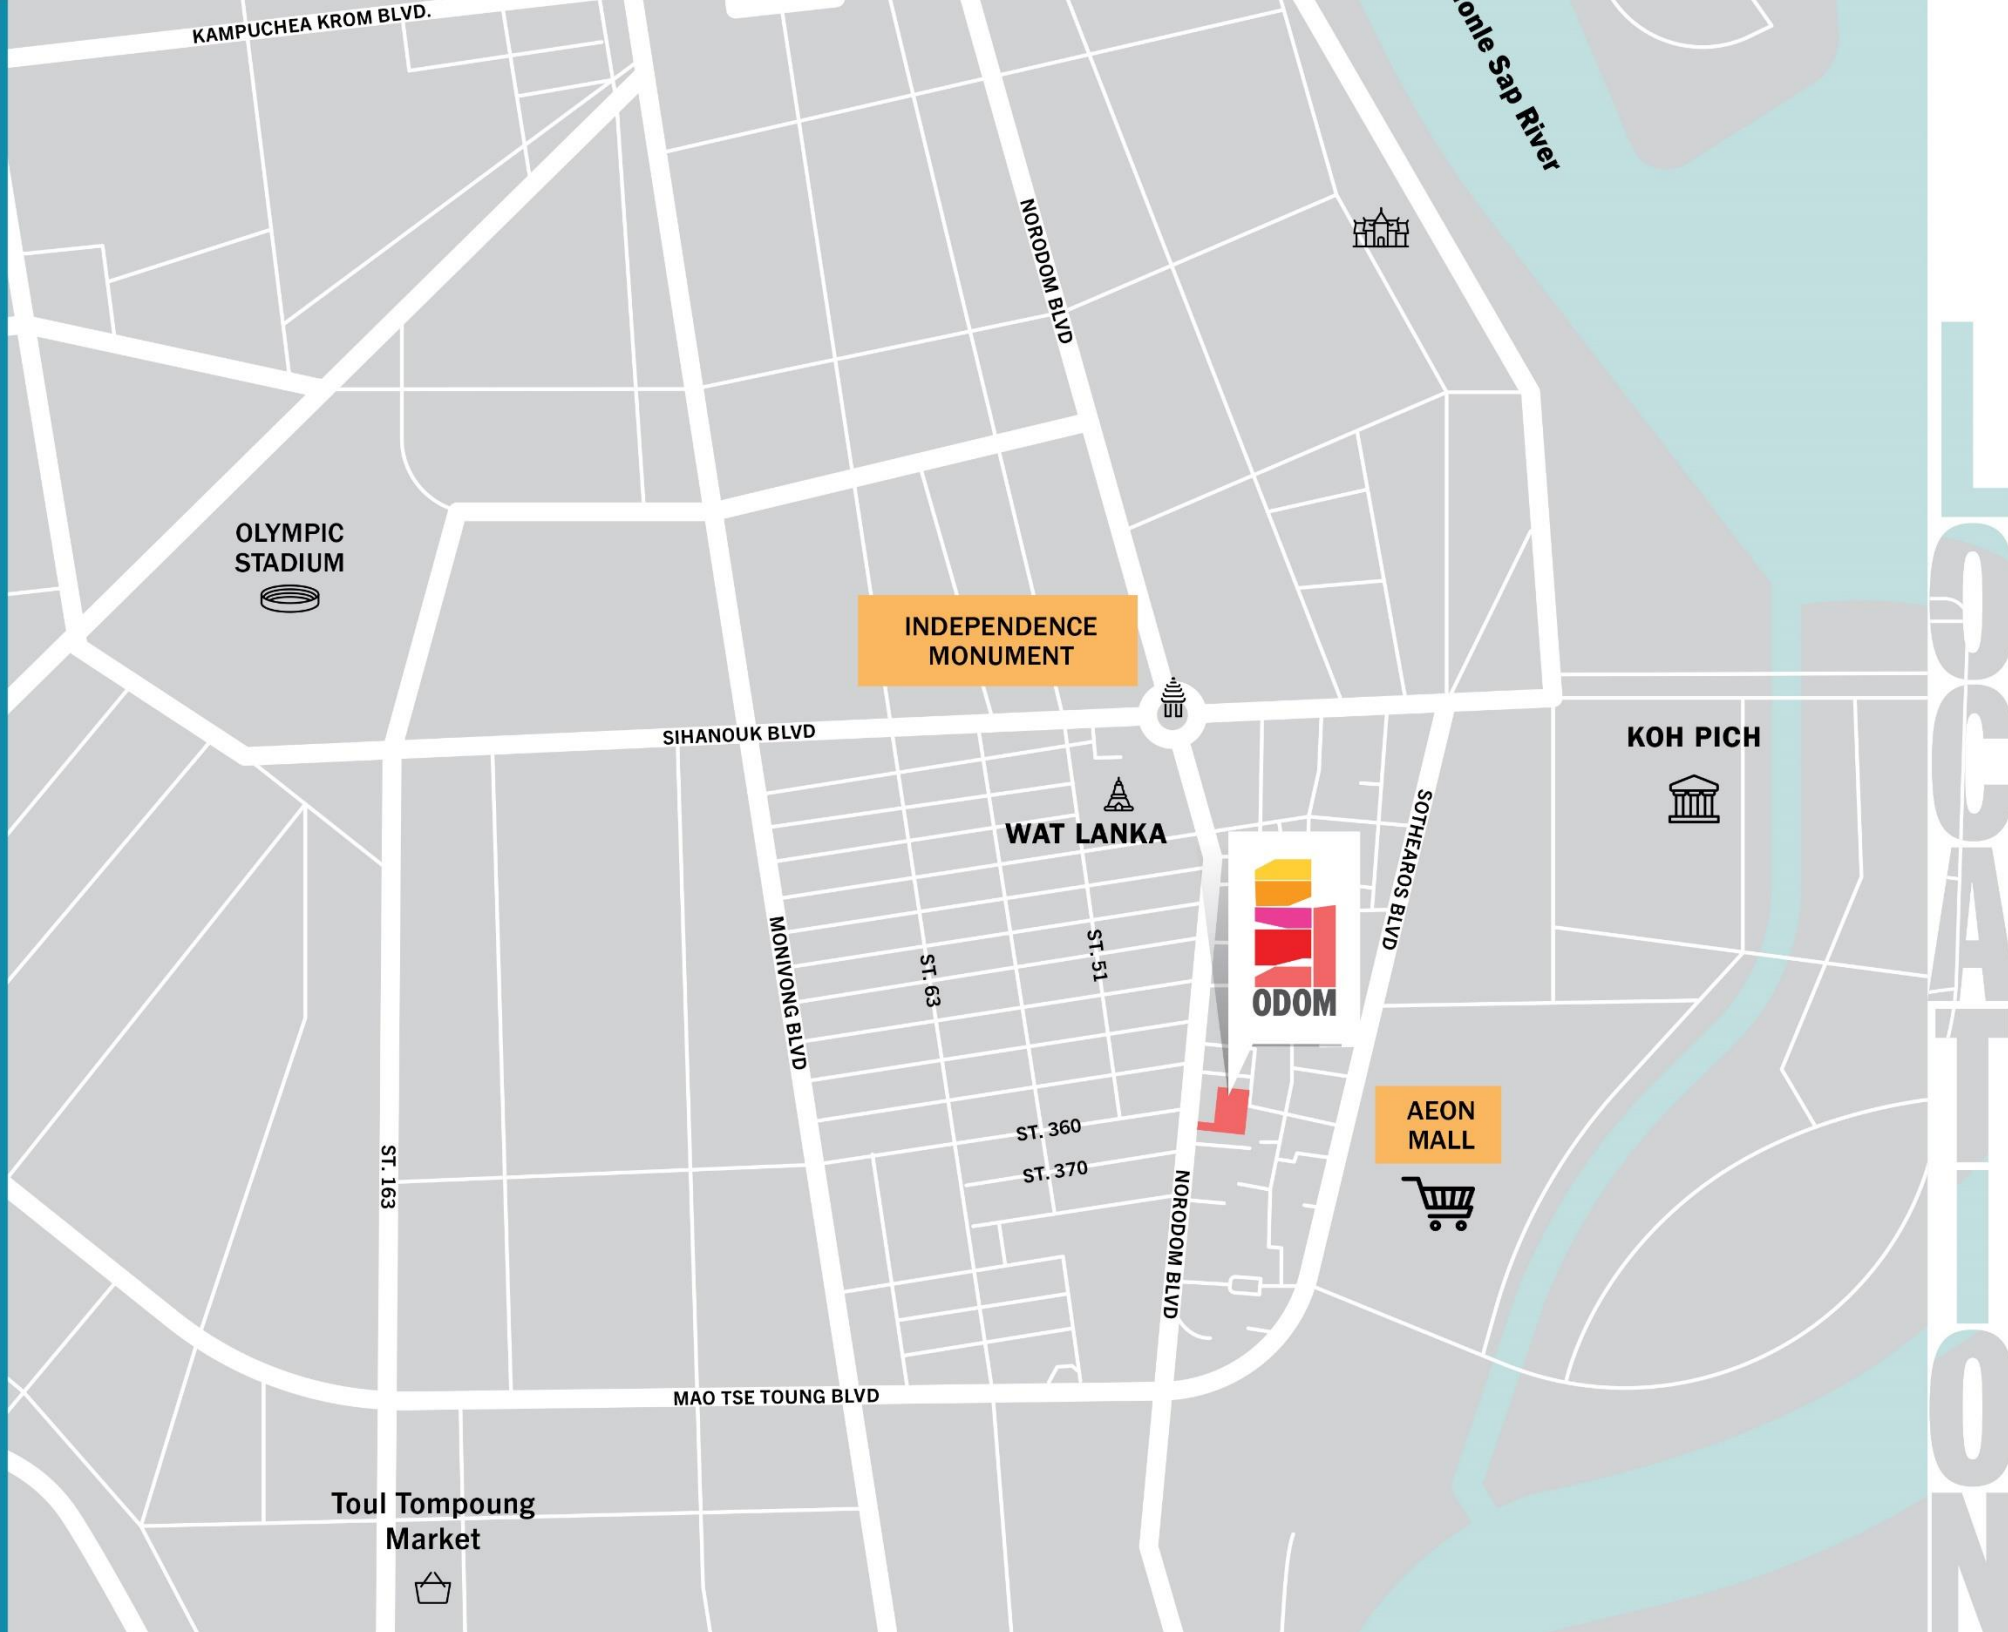 KAMPUCHEA KROM BLVD.
onle Sap River
NORODOM BLVD
OLYMPIC
STADIUM
INDEPENDENCE
MONUMENT
SIHANOUK BLVD
KOH PICH
WAT LANKA
SOTHEAROS BLVD
MONIVONG BLVD
ST. 63
ST. 51
ODOM
AEON
MALL
ST. 360
ST. 370
ST. 163
NORODOM BLVD
MAO TSE TOUNG BLVD
Toul Tompoung
Market
LOCATION